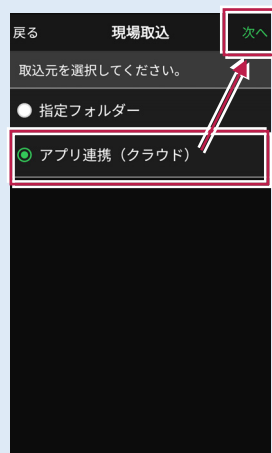 戻る 現場取込 次へ
取込元を選択してください。
指定フォルダー
アプリ連携（クラウド）